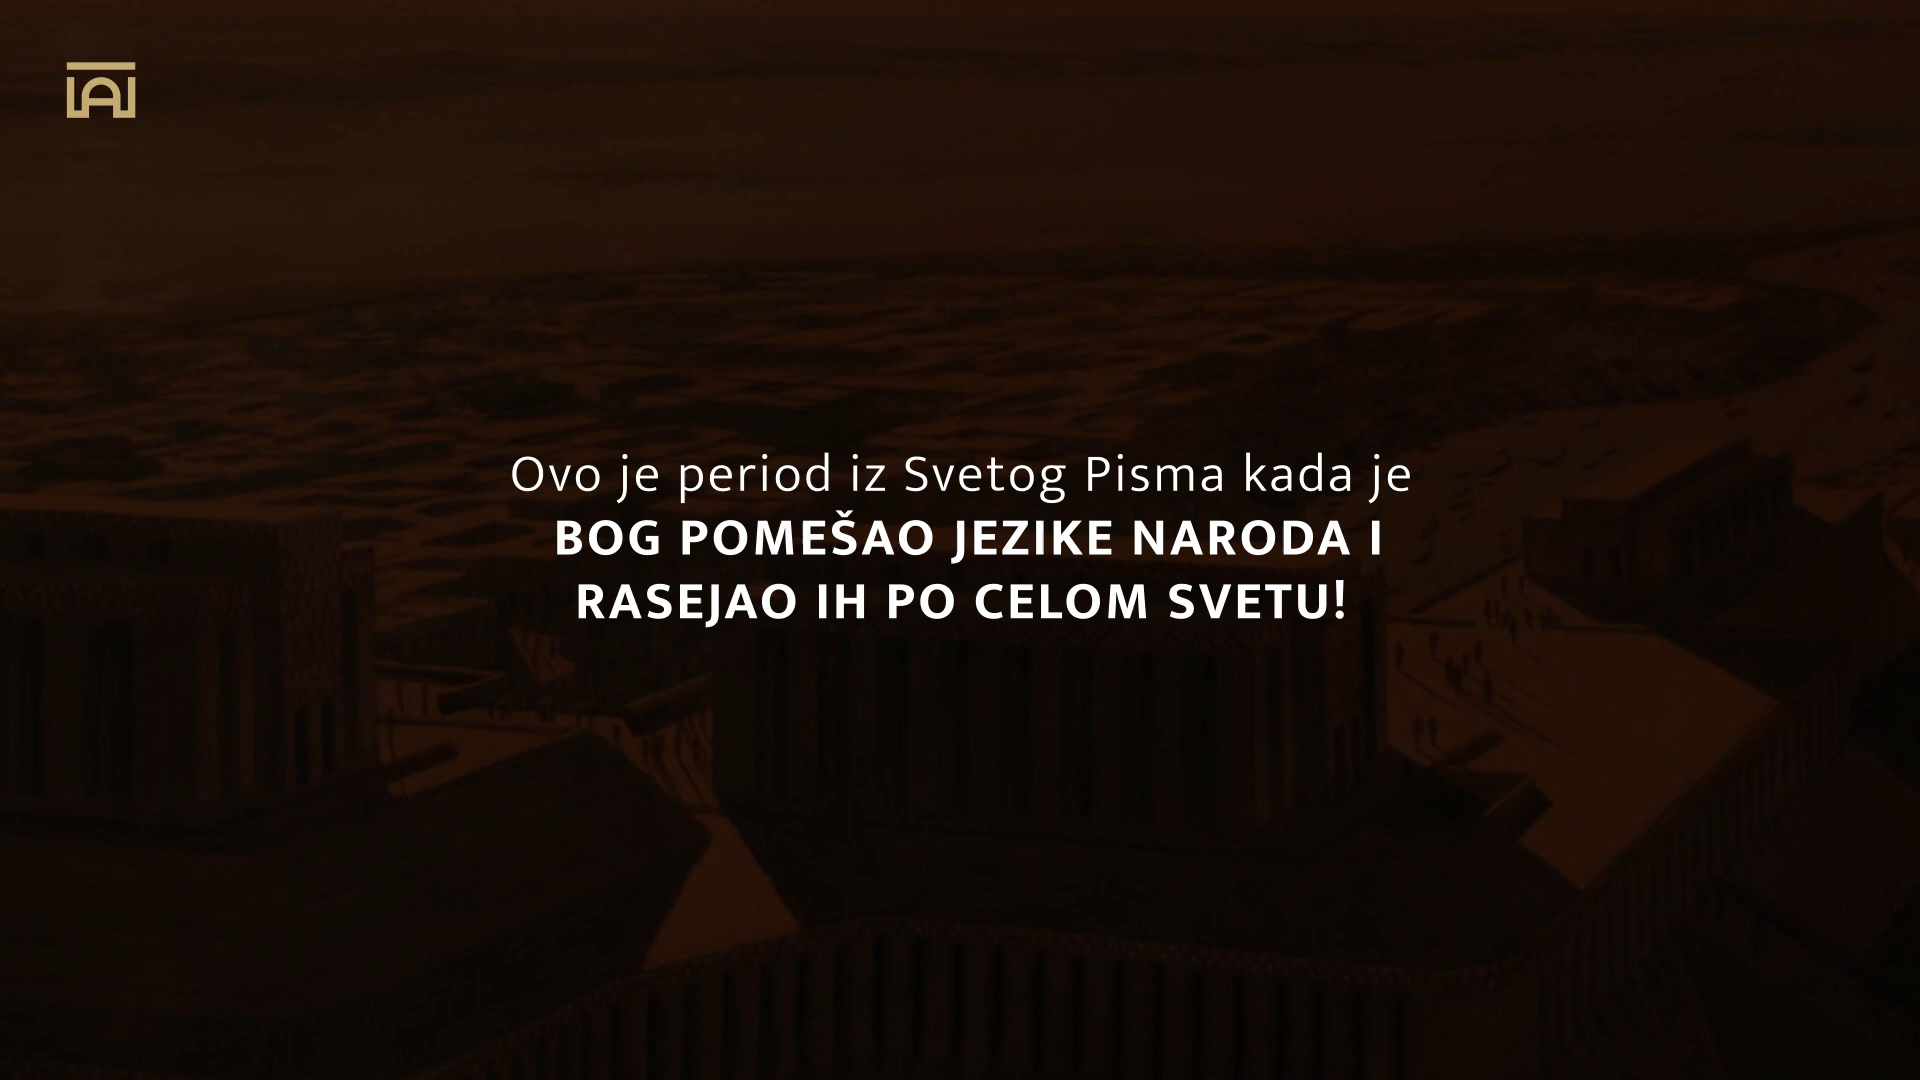 Ovo je period iz Svetog Pisma kada je
BOG POMEŠAO JEZIKE NARODA I
RASEJAO IH PO CELOM SVETU!